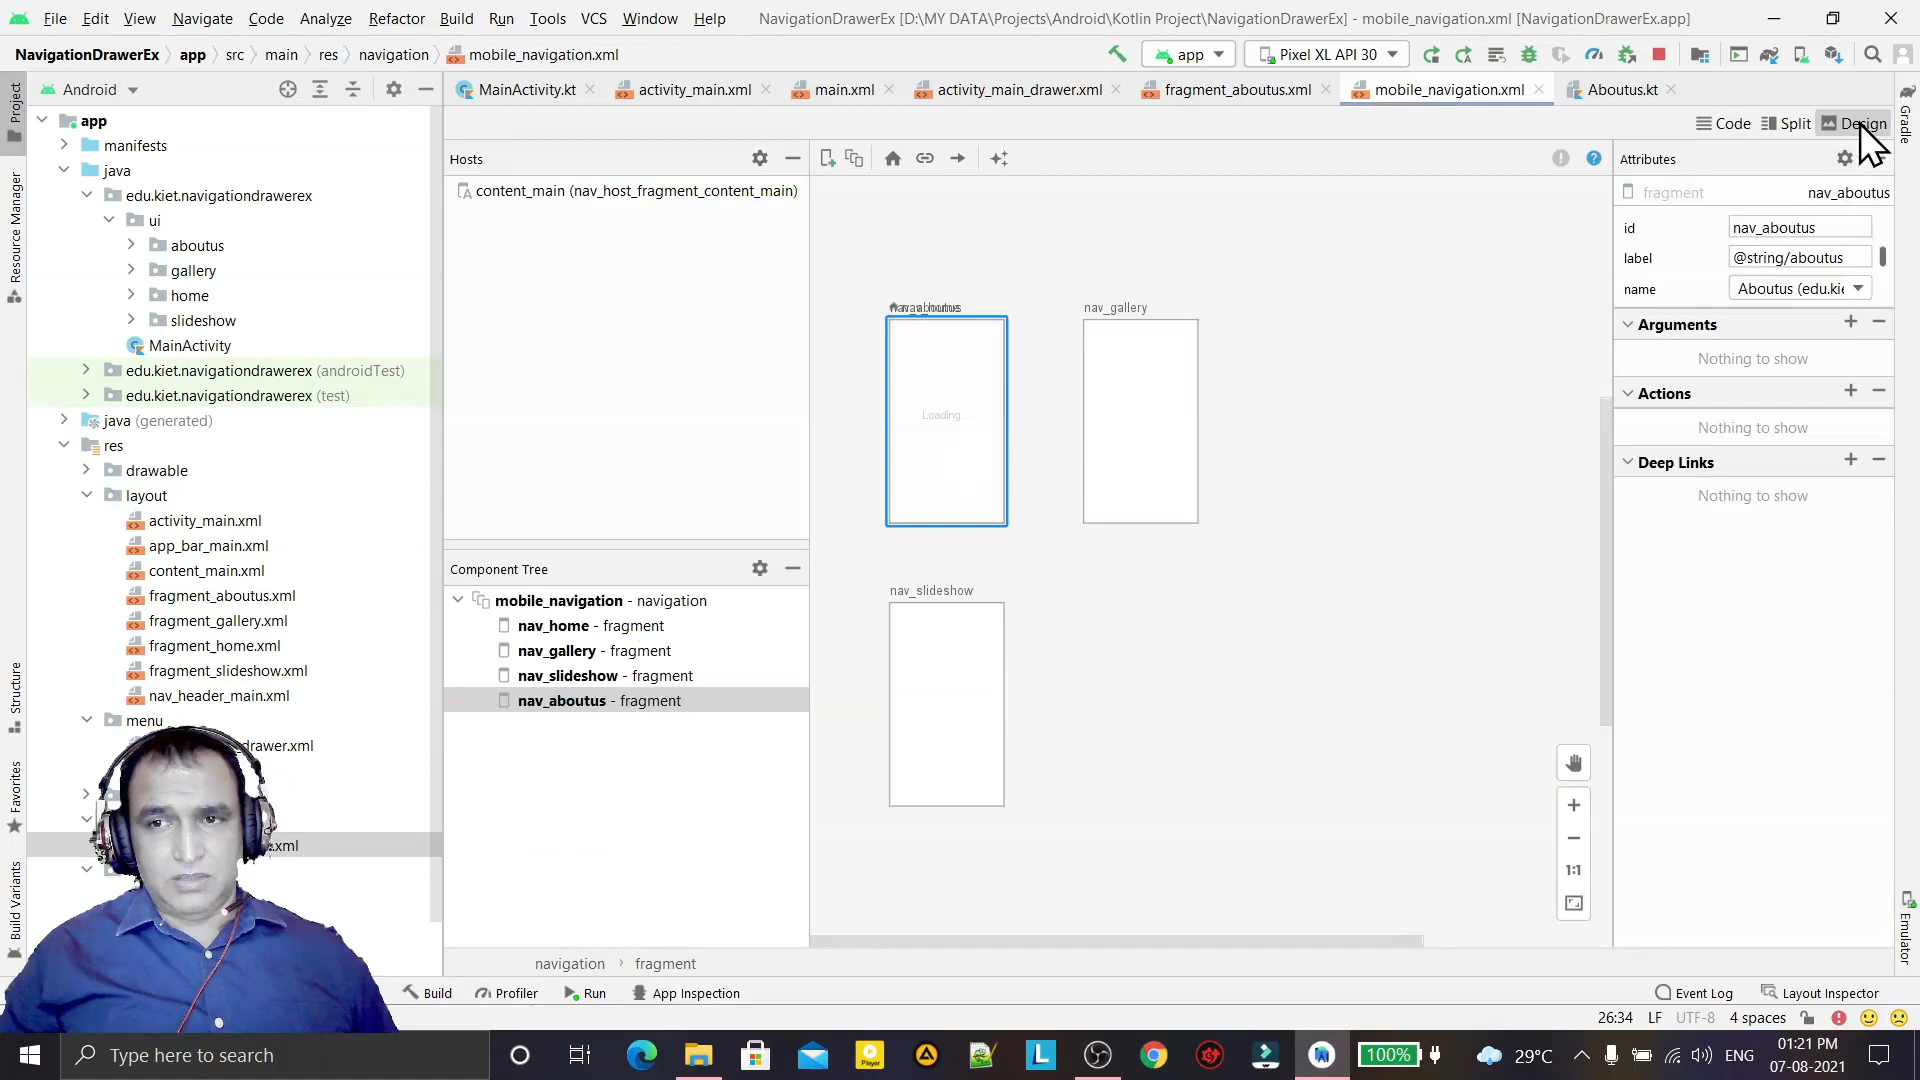 File Edit View Navigate Code Analyze Refactor Build Run Tools VCS Window Help NavigationDrawerEx [D:\MY DATA\Projects\Android\Kotlin Project\NavigationDrawerEx] - mobile_navigation.xml [NavigationDrawerEx.app]
NavigationDrawerEx app src main res navigation mobile_navigation.xml app Pixel XL API 30
Android MainActivity.kt activity_main.xml main.xml activity_main_drawer.xml fragment_aboutus.xml mobile_navigation.xml Aboutus.kt
Code Split Design
Project
Resource Manager
Structure
Favorites
Build Variants
app
manifests
java
edu.kiet.navigationdrawerex
ui
aboutus
gallery
home
slideshow
MainActivity
edu.kiet.navigationdrawerex (androidTest)
edu.kiet.navigationdrawerex (test)
java (generated)
res
drawable
layout
activity_main.xml
app_bar_main.xml
content_main.xml
fragment_aboutus.xml
fragment_gallery.xml
fragment_home.xml
fragment_slideshow.xml
nav_header_main.xml
menu
drawer.xml
.xml
Hosts
content_main (nav_host_fragment_content_main)
Component Tree
mobile_navigation - navigation
nav_home - fragment
nav_gallery - fragment
nav_slideshow - fragment
nav_aboutus - fragment
nav_gallery
Loading...
nav_slideshow
1:1
Attributes
fragment nav_aboutus
id nav_aboutus
label @string/aboutus
name Aboutus (edu.kie
Arguments
Nothing to show
Actions
Nothing to show
Deep Links
Nothing to show
Gradle
Emulator
navigation fragment
Build Profiler Run App Inspection Event Log Layout Inspector
26:34 LF UTF-8 4 spaces
Type here to search 100% 29°C ENG 01:21 PM
07-08-2021